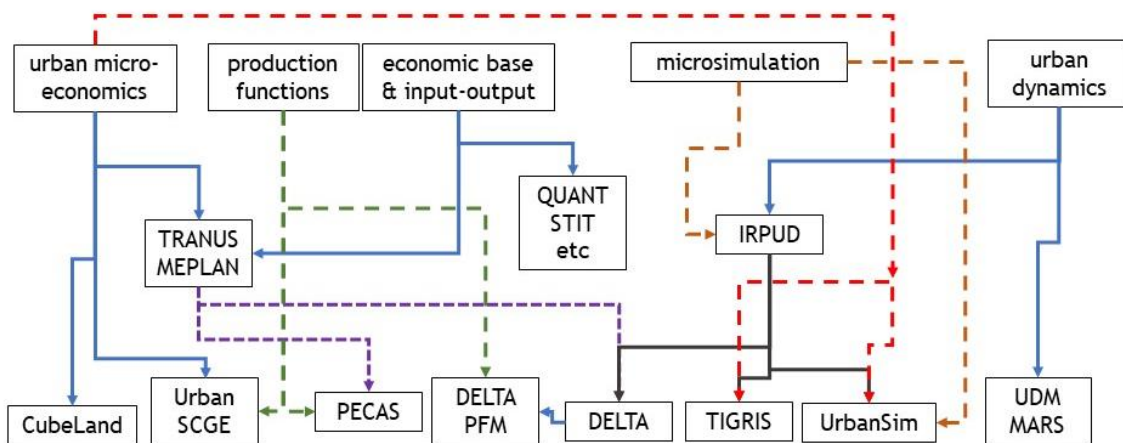 urban micro-
economics
production
functions
economic base
& input-output
microsimulation
urban
dynamics
QUANT
STIT
etc
TRANUS
MEPLAN
IRPUD
CubeLand
Urban
SCGE
PECAS
DELTA
PFM
DELTA
TIGRIS
UrbanSim
UDM
MARS